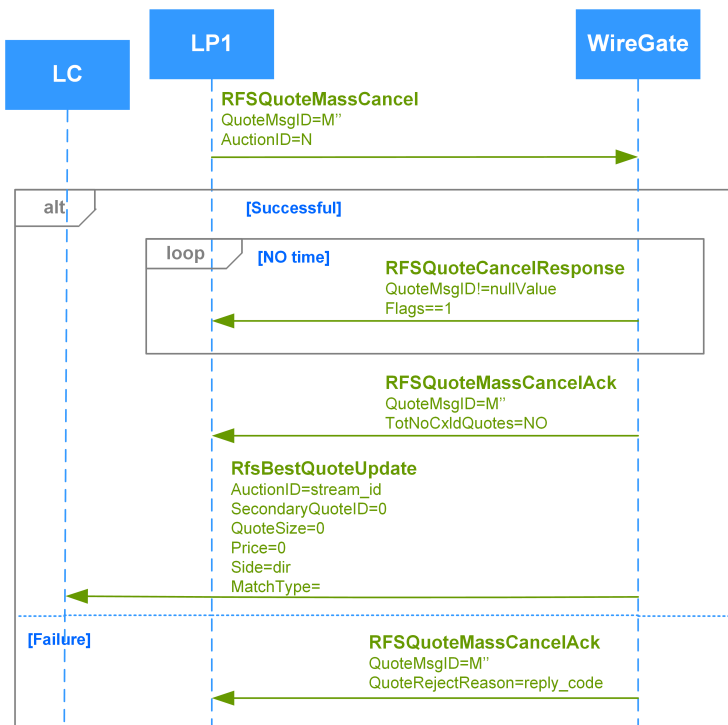 LP1
WireGate
LC
RFSQuoteMassCancel
QuoteMsgID=M”
AuctionID=N
alt
[Successful]
loop
[NO time]
RFSQuoteCancelResponse
QuoteMsgID!=nullValue
Flags==1
RFSQuoteMassCancelAck
QuoteMsgID=M”
TotNoCxldQuotes=NO
RfsBestQuoteUpdate
AuctionID=stream_id
SecondaryQuoteID=0
QuoteSize=0
Price=0
Side=dir
MatchType=
[Failure]
RFSQuoteMassCancelAck
QuoteMsgID=M”
QuoteRejectReason=reply_code